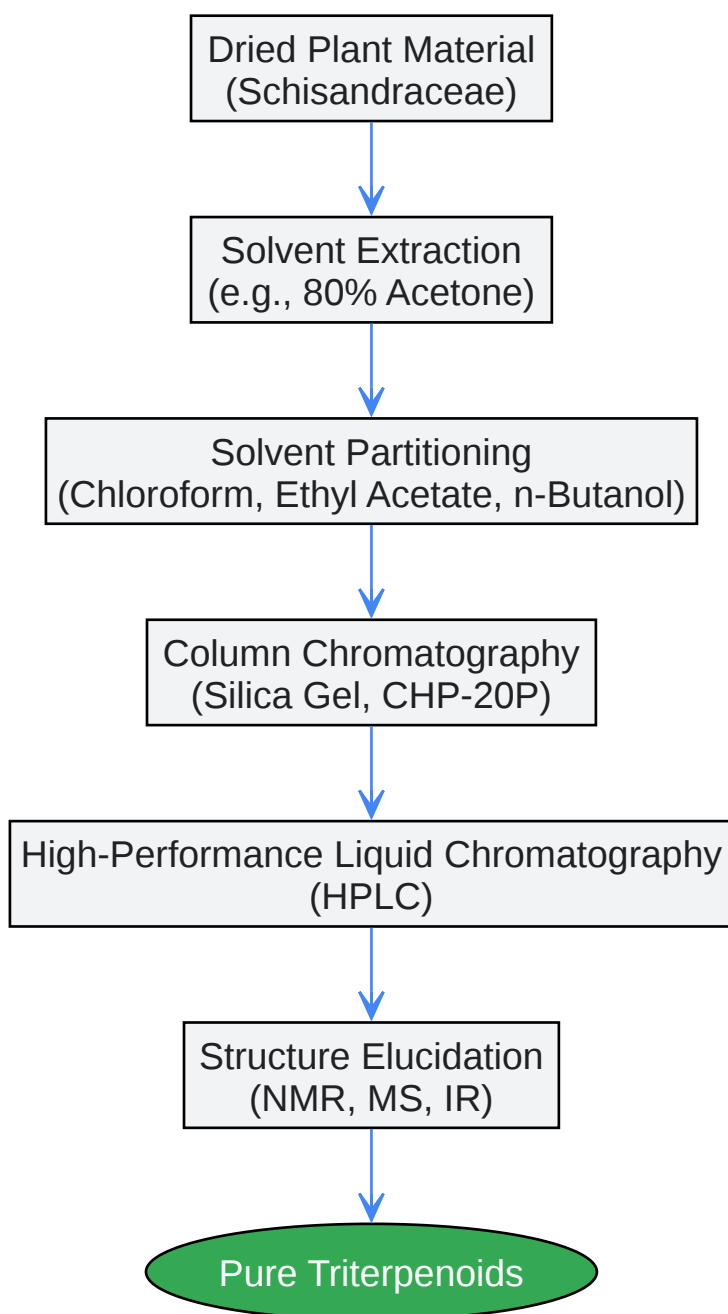 Dried Plant Material
(Schisandraceae)
Solvent Extraction
(e.g., 80% Acetone)
Solvent Partitioning
(Chloroform, Ethyl Acetate, n-Butanol)
Column Chromatography
(Silica Gel, CHP-20P)
High-Performance Liquid Chromatography
(HPLC)
Structure Elucidation
(NMR, MS, IR)
Pure Triterpenoids